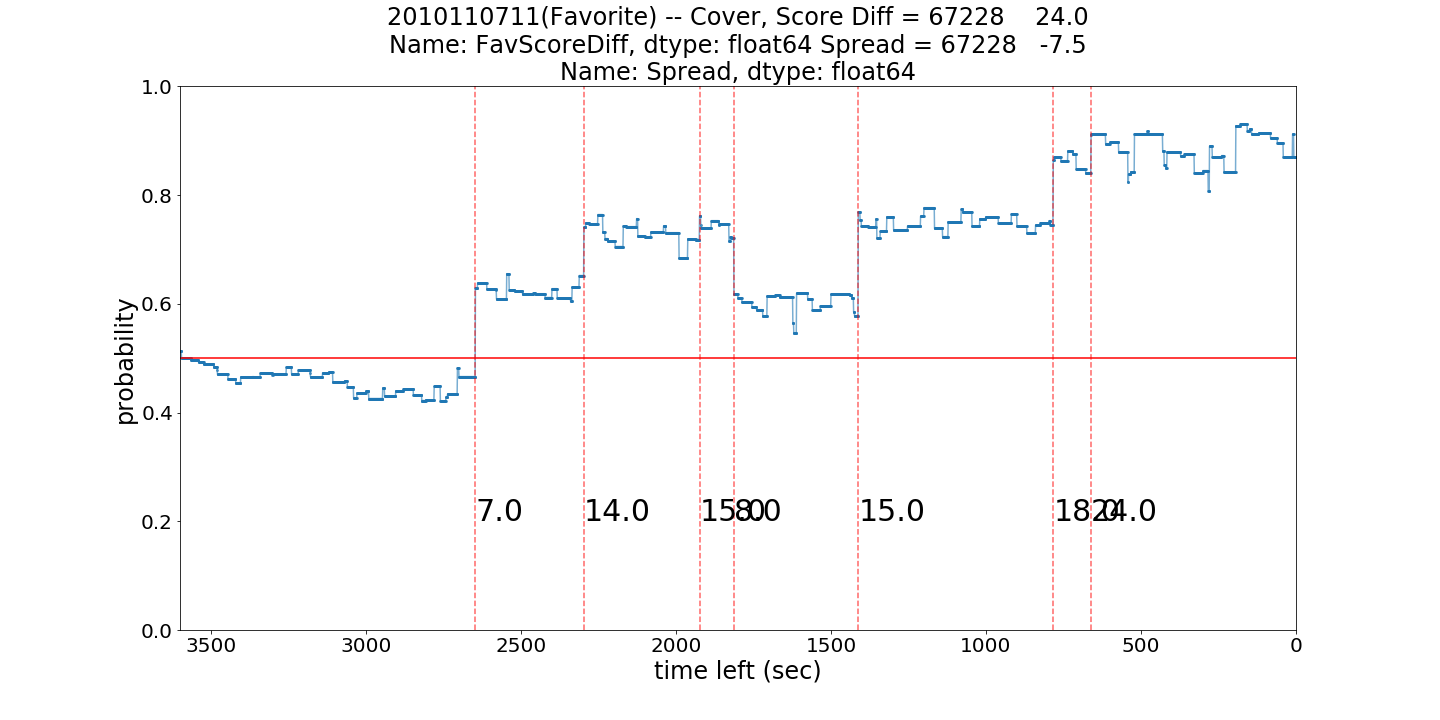 2010110711(Favorite) -- Cover, Score Diff = 67228    24.0
Name: FavScoreDiff, dtype: float64 Spread = 67228   -7.5
Name: Spread, dtype: float64
1.0
0.8
0.6
0.4
0.2
0.0
probability
7.0
14.0
15.0
8.0
15.0
18.0
24.0
3500 3000 2500 2000 1500 1000 500 0
time left (sec)